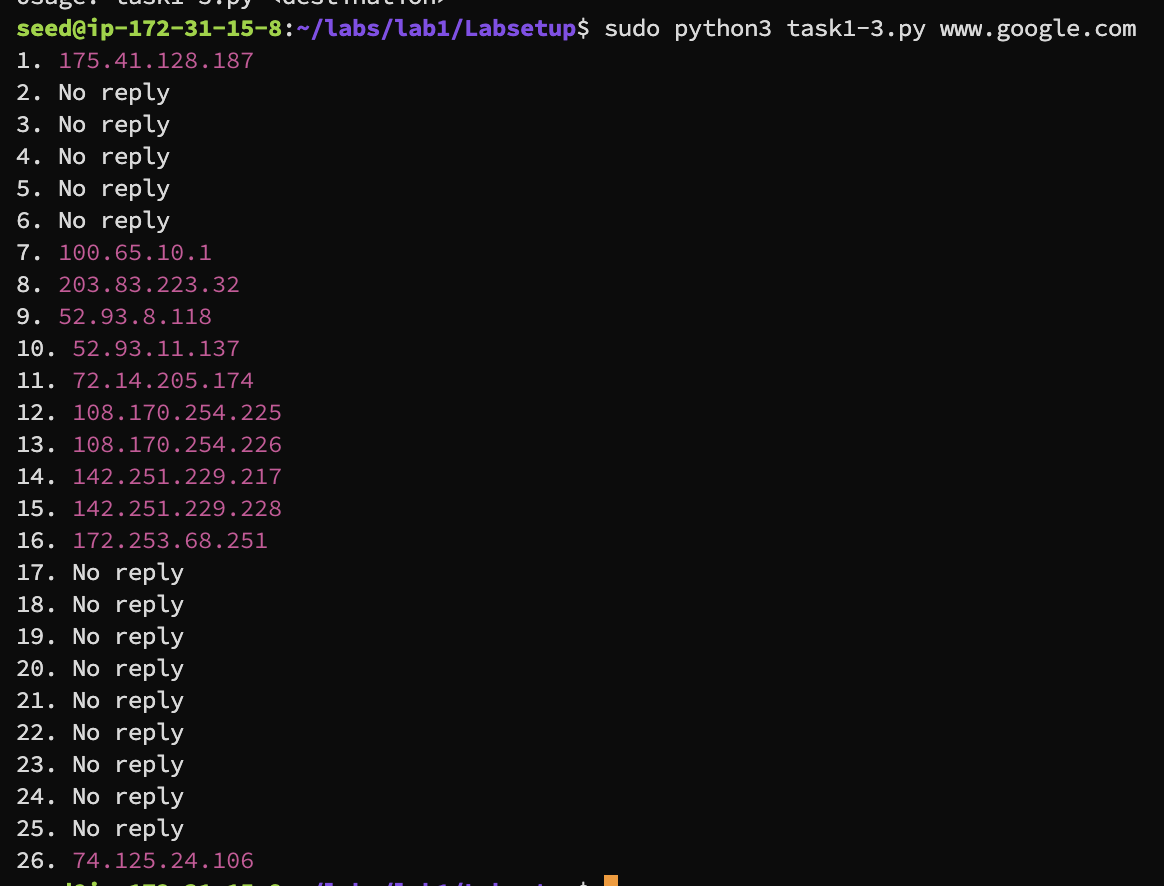 usage: task1-3.py <destination>
seed@ip-172-31-15-8:~/labs/lab1/Labsetup$ sudo python3 task1-3.py www.google.com
1. 175.41.128.187
2. No reply
3. No reply
4. No reply
5. No reply
6. No reply
7. 100.65.10.1
8. 203.83.223.32
9. 52.93.8.118
10. 52.93.11.137
11. 72.14.205.174
12. 108.170.254.225
13. 108.170.254.226
14. 142.251.229.217
15. 142.251.229.228
16. 172.253.68.251
17. No reply
18. No reply
19. No reply
20. No reply
21. No reply
22. No reply
23. No reply
24. No reply
25. No reply
26. 74.125.24.106